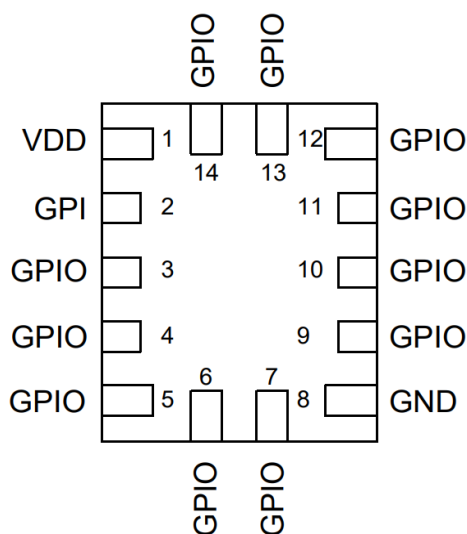 GPIO GPIO
VDD 1 14 13 12 GPIO
GPI 2 11 GPIO
GPIO 3 10 GPIO
GPIO 4 9 GPIO
GPIO 5 6 7 8 GND
GPIO GPIO